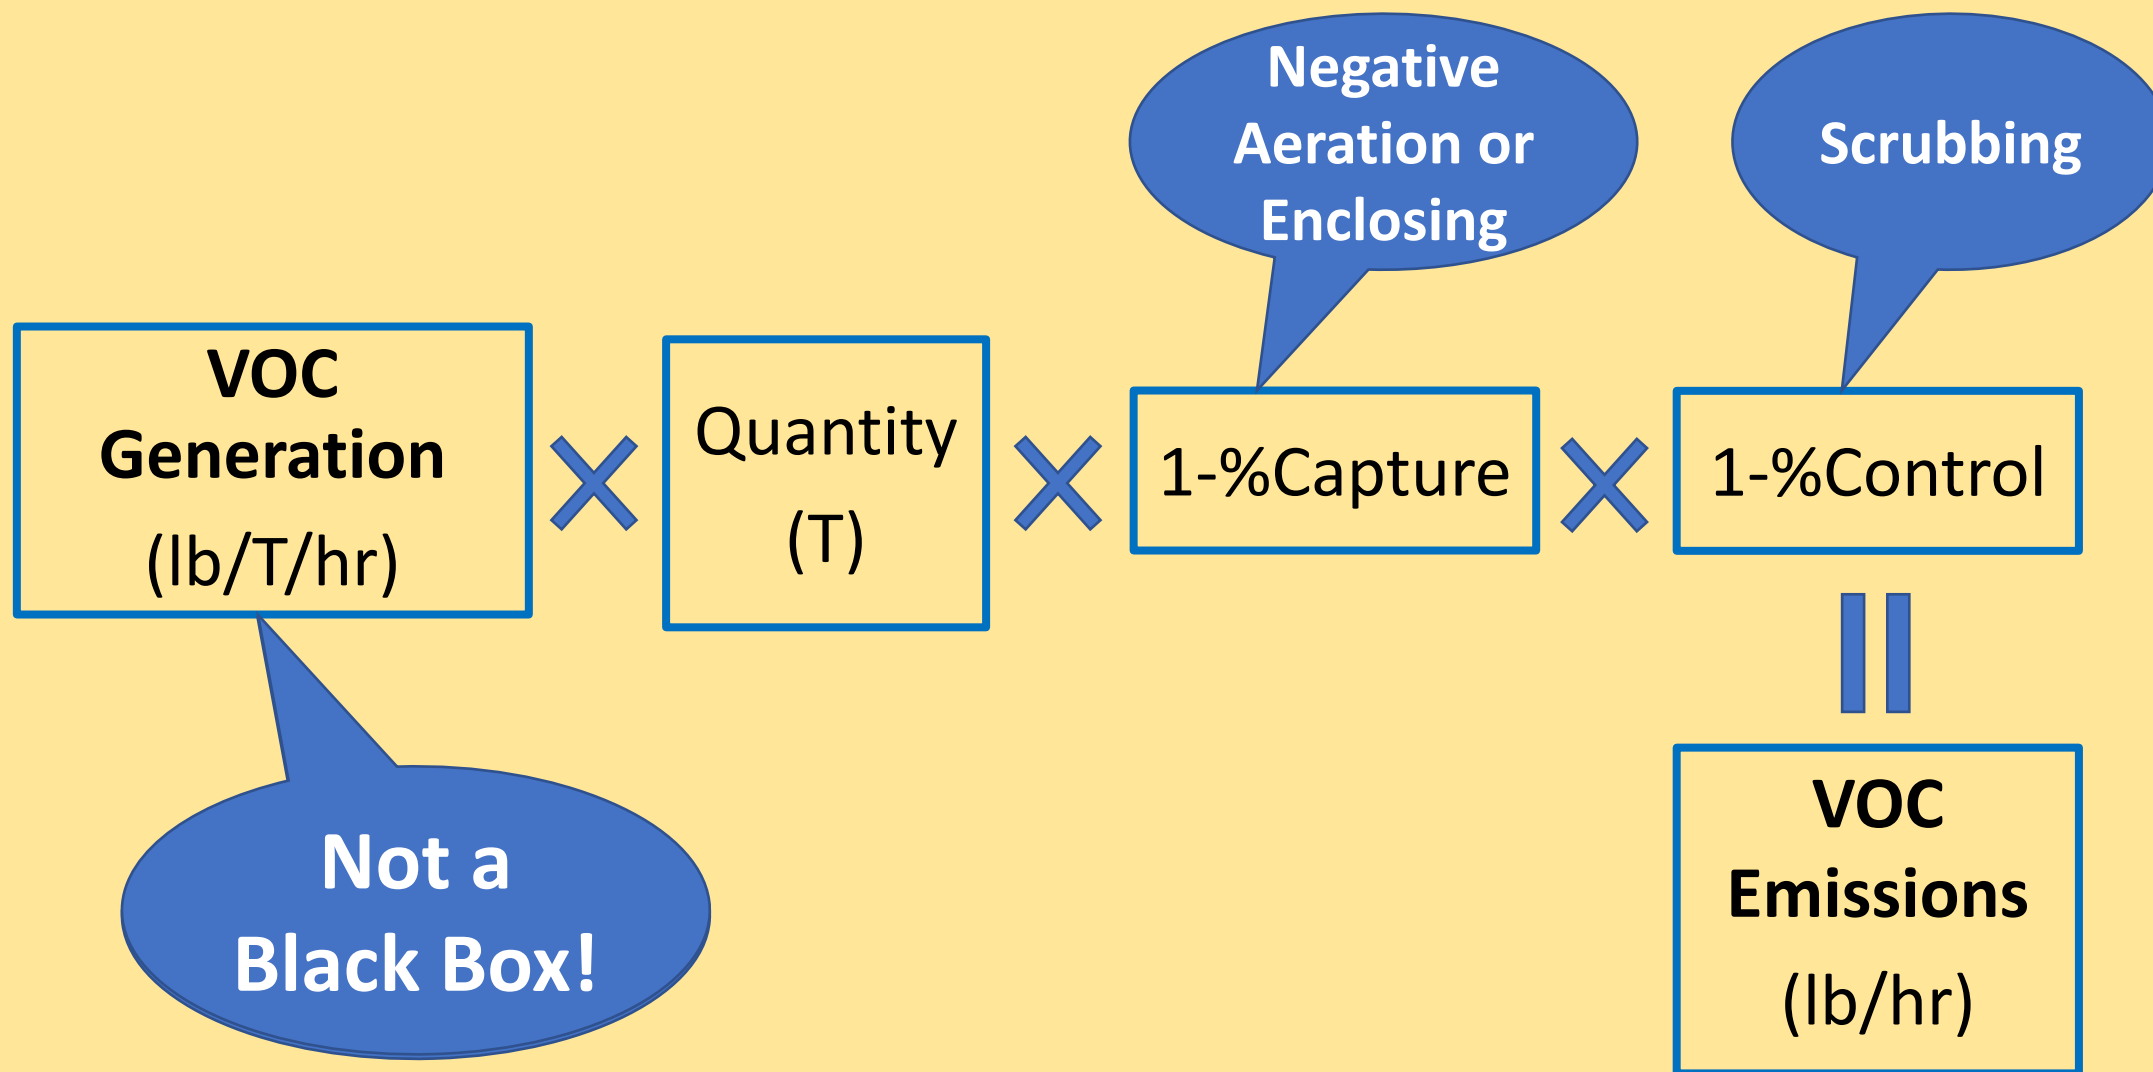 Negative
Aeration or
Enclosing
Scrubbing
VOC
Generation
(lb/T/hr)
Quantity
(T)
1-%Capture
1-%Control
Not a
Black Box!
VOC
Emissions
(lb/hr)